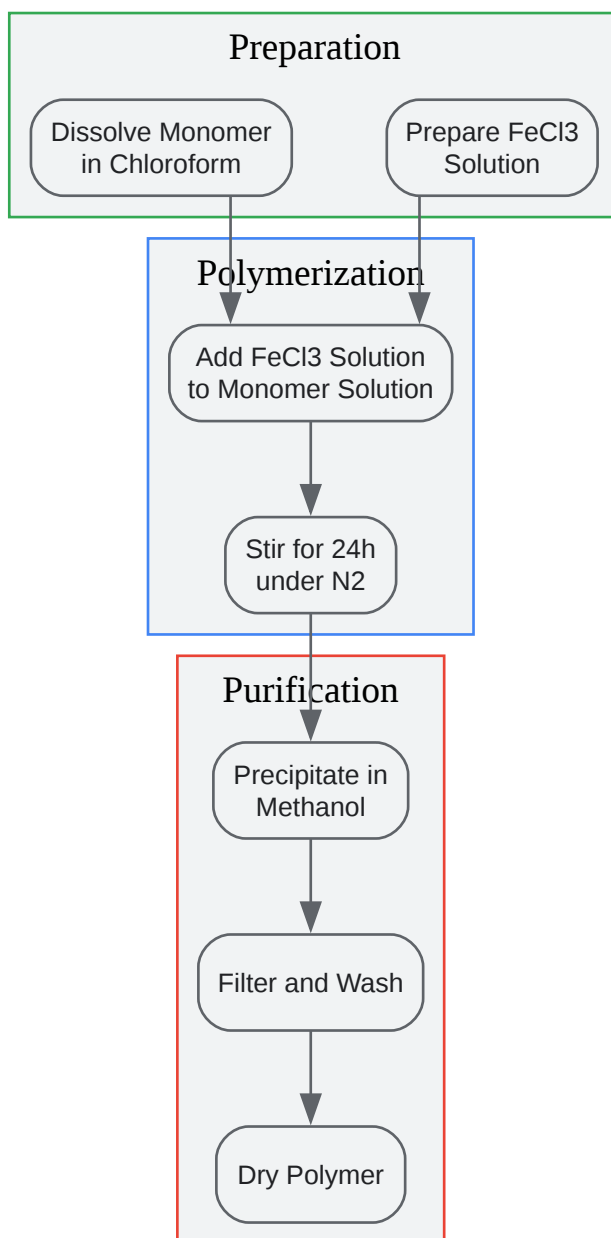 Preparation
Dissolve Monomer
in Chloroform
Prepare FeCl3
Solution
Polymerization
Add FeCl3 Solution
to Monomer Solution
Stir for 24h
under N2
Purification
Precipitate in
Methanol
Filter and Wash
Dry Polymer